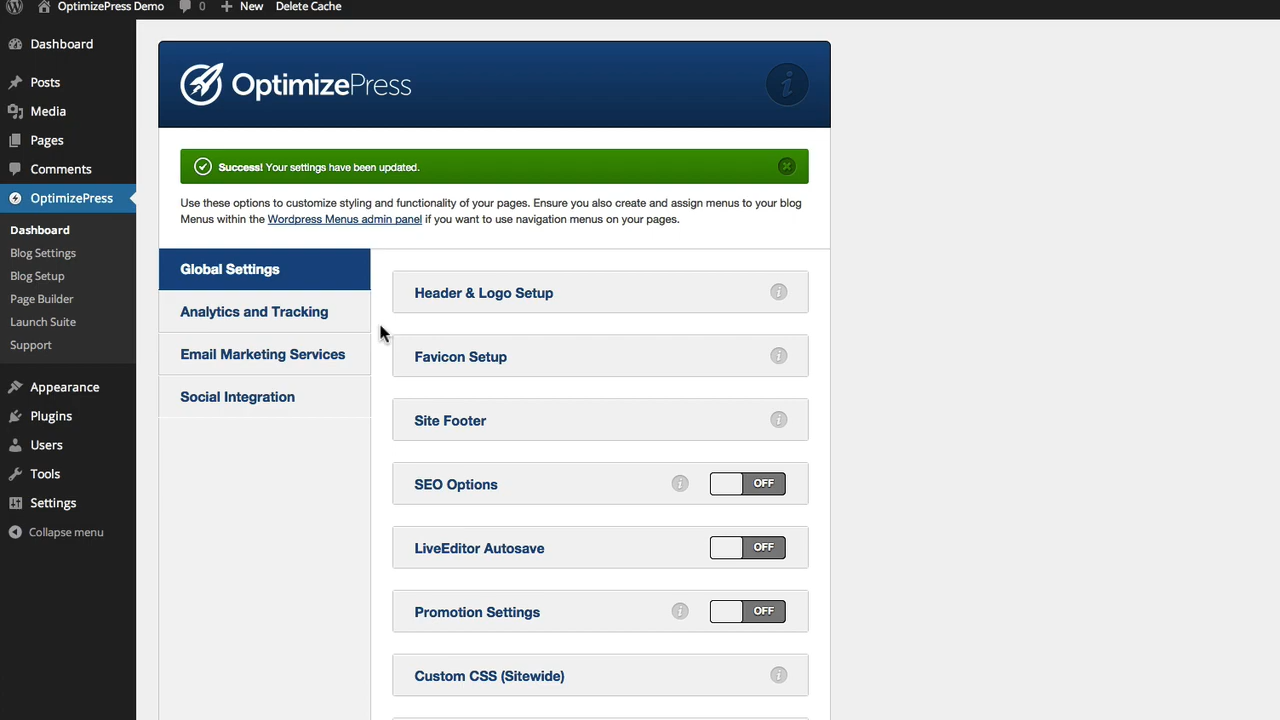 OptimizePress Demo 0 New Delete Cache
Dashboard
Posts
Media
Pages
Comments
OptimizePress
Dashboard
Blog Settings
Blog Setup
Page Builder
Launch Suite
Support
Appearance
Plugins
Users
Tools
Settings
Collapse menu
OptimizePress
Success! Your settings have been updated.
Use these options to customize styling and functionality of your pages. Ensure you also create and assign menus to your blog
Menus within the Wordpress Menus admin panel if you want to use navigation menus on your pages.
Global Settings
Analytics and Tracking
Email Marketing Services
Social Integration
Header & Logo Setup
Favicon Setup
Site Footer
SEO Options OFF
LiveEditor Autosave OFF
Promotion Settings OFF
Custom CSS (Sitewide)